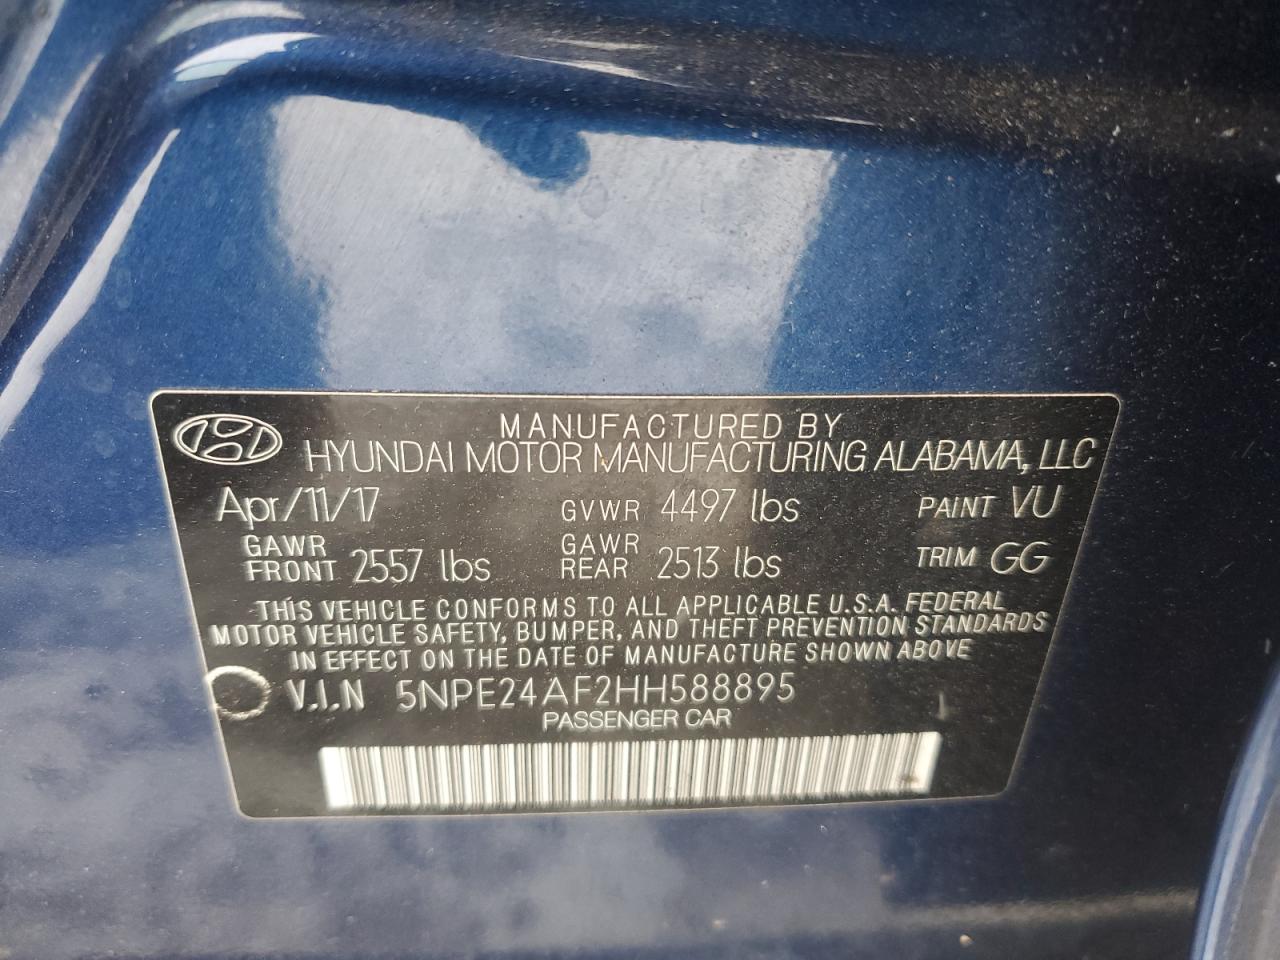 MANUFACTURED BY
HYUNDAI MOTOR MANUFACTURING ALABAMA, LLC
Apr/11/17 GVWR 4497 lbs PAINT VU
GAWR FRONT 2557 lbs GAWR REAR 2513 lbs TRIM GG
THIS VEHICLE CONFORMS TO ALL APPLICABLE U.S.A. FEDERAL
MOTOR VEHICLE SAFETY, BUMPER, AND THEFT PREVENTION STANDARDS
IN EFFECT ON THE DATE OF MANUFACTURE SHOWN ABOVE
V.I.N 5NPE24AF2HH588895
PASSENGER CAR